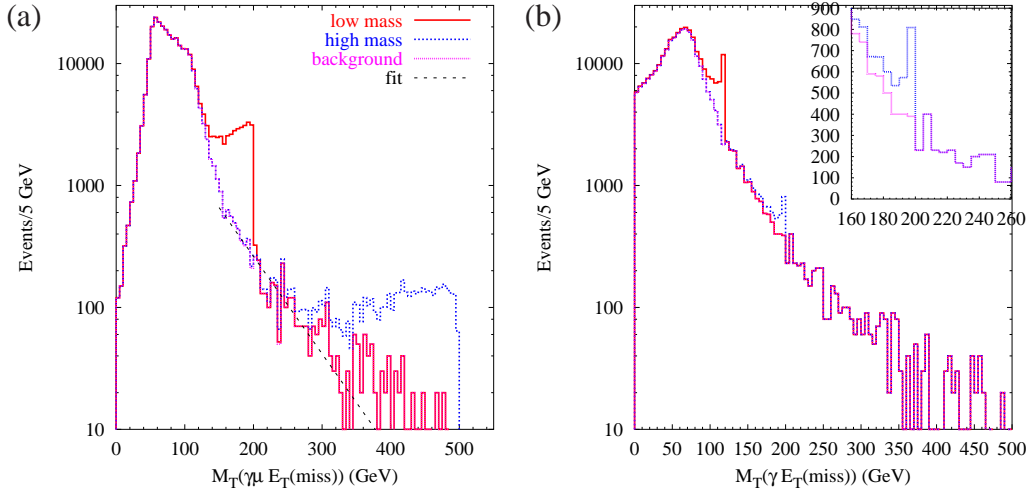 (a)
low mass
high mass
background
fit
Events/5 GeV
10000
1000
100
10
0 100 200 300 400 500
M_T(γμ E_T(miss)) (GeV)
(b)
Events/5 GeV
10000
1000
100
10
0 50 100 150 200 250 300 350 400 450 500
M_T(γ E_T(miss)) (GeV)
900
800
700
600
500
400
300
200
100
0
160 180 200 220 240 260